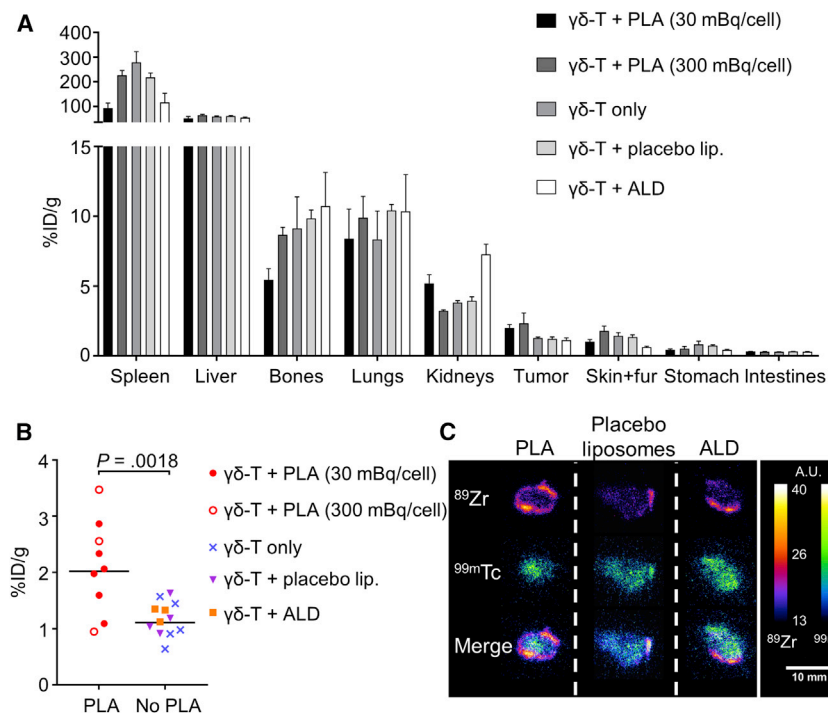 A
γδ-T + PLA (30 mBq/cell)
γδ-T + PLA (300 mBq/cell)
γδ-T only
γδ-T + placebo lip.
γδ-T + ALD
400
300
200
100
15
10
5
0
%ID/g
Spleen Liver Bones Lungs Kidneys Tumor Skin+fur Stomach Intestines
B
P = .0018
4
3
2
1
0
%ID/g
PLA No PLA
γδ-T + PLA (30 mBq/cell)
γδ-T + PLA (300 mBq/cell)
γδ-T only
γδ-T + placebo lip.
γδ-T + ALD
C
PLA
Placebo
liposomes
ALD
⁸⁹Zr
⁹⁹ᵐTc
Merge
A.U.
40 40
26 26
13 13
⁸⁹Zr 99
10 mm